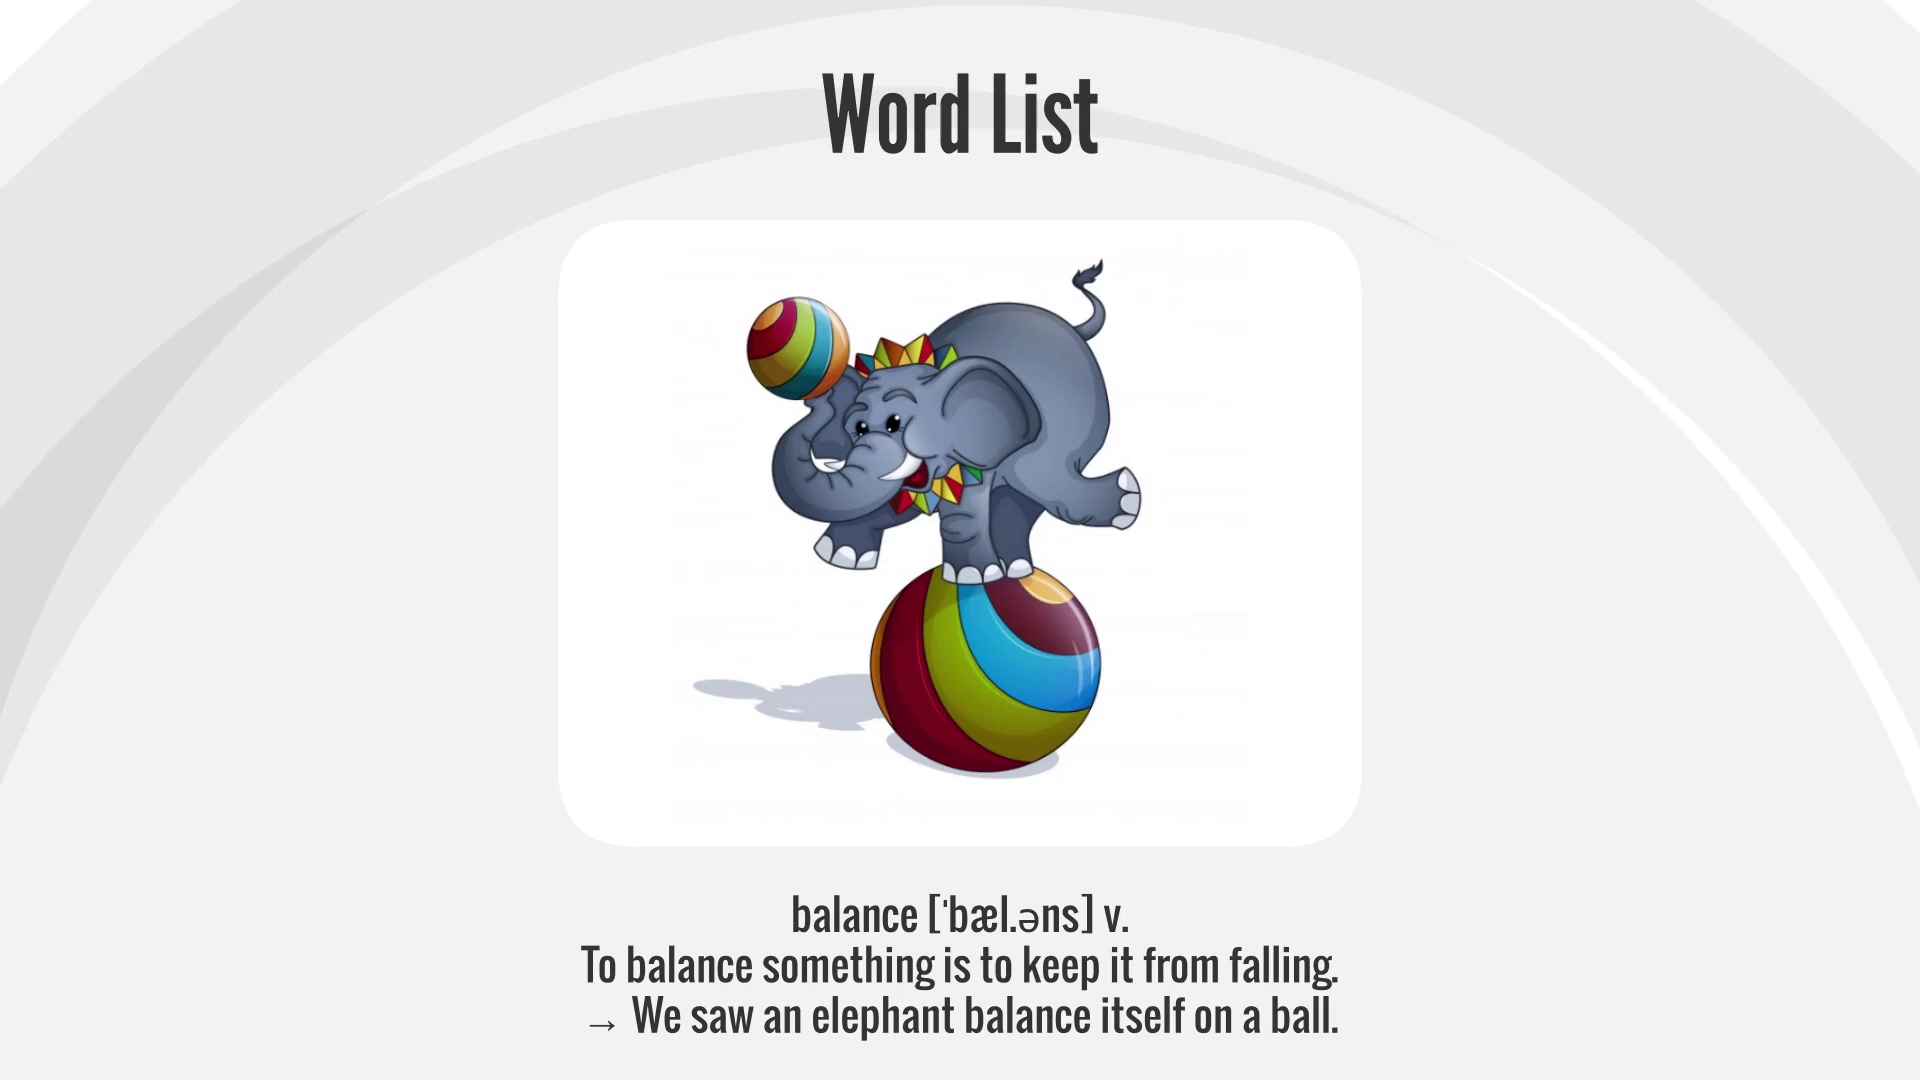 Word List
balance [ˈbæl.əns] v.
To balance something is to keep it from falling.
→ We saw an elephant balance itself on a ball.